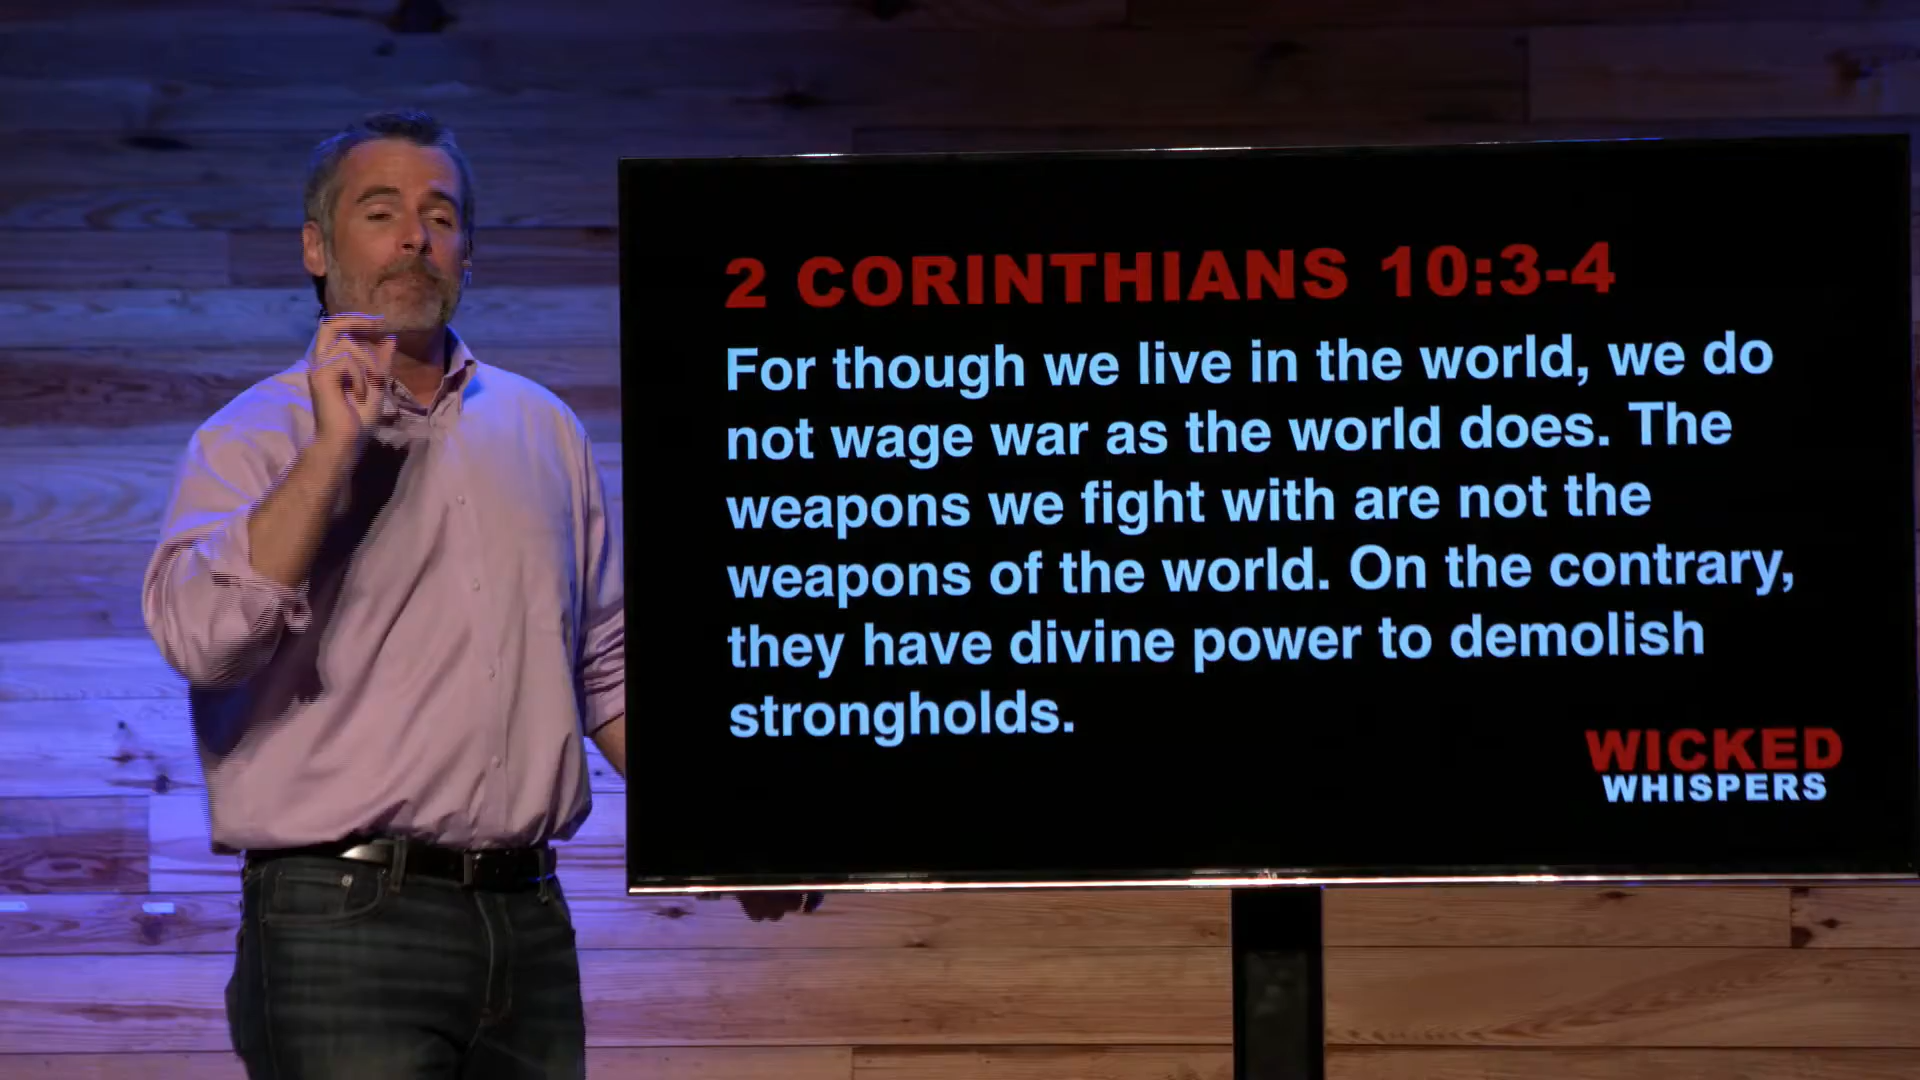 2 CORINTHIANS 10:3-4
For though we live in the world, we do
not wage war as the world does. The
weapons we fight with are not the
weapons of the world. On the contrary,
they have divine power to demolish
strongholds.
WICKED
WHISPERS